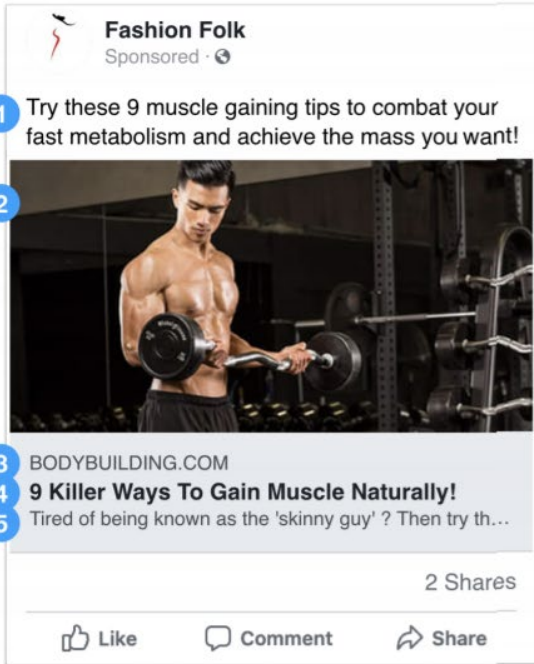 Fashion Folk
Sponsored ·
1 Try these 9 muscle gaining tips to combat your
fast metabolism and achieve the mass you want!
2
3 BODYBUILDING.COM
4 9 Killer Ways To Gain Muscle Naturally!
5 Tired of being known as the 'skinny guy' ? Then try th...
2 Shares
Like Comment Share